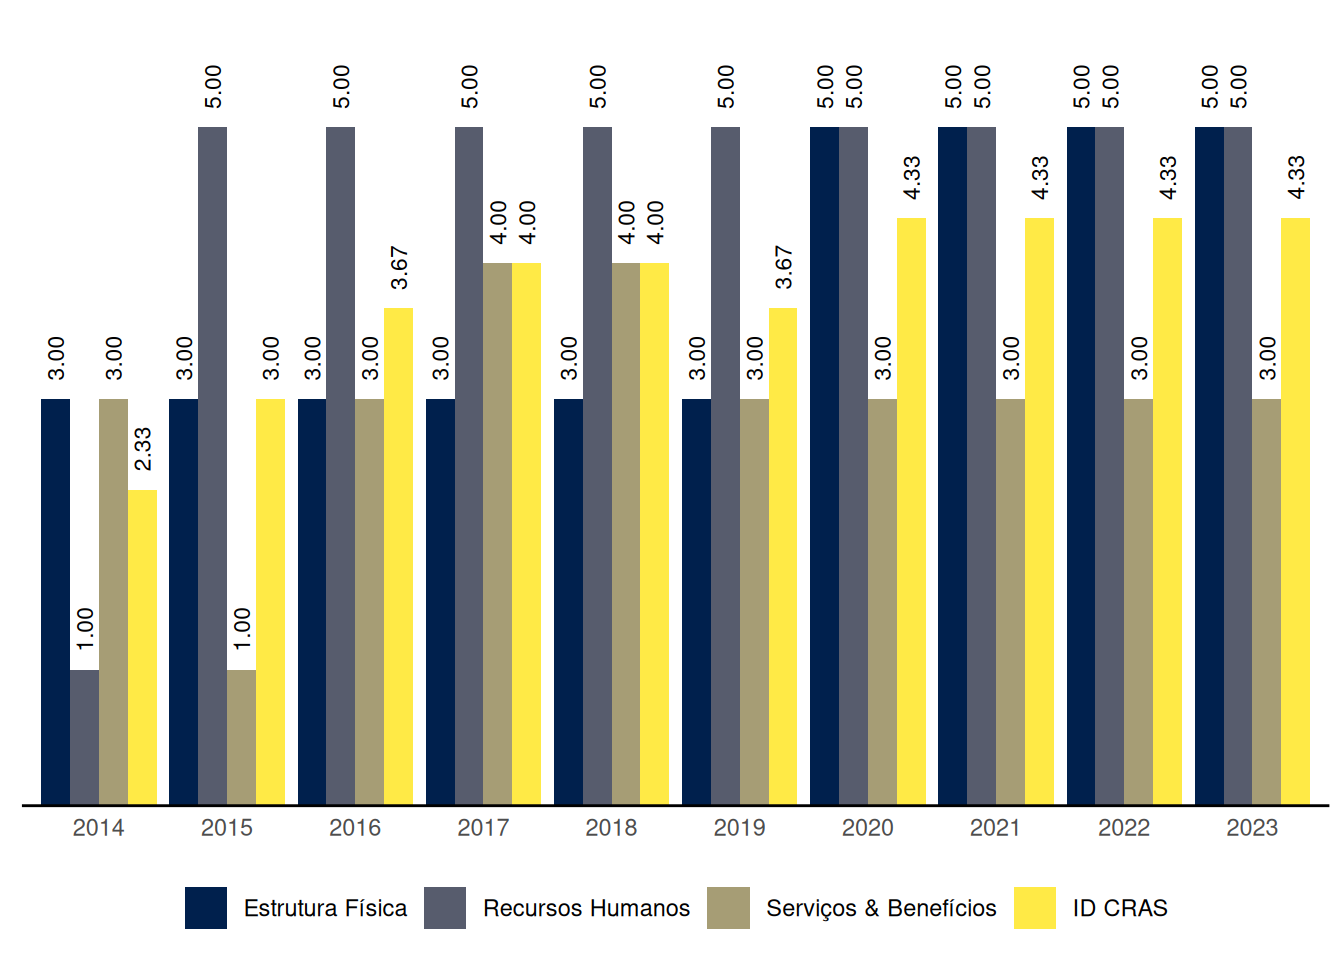 5.00 5.00 5.00 5.00 5.00 5.00 5.00 5.00 5.00 5.00 5.00 5.00 5.00
4.33 4.33 4.33 4.33
4.00 4.00 4.00 4.00
3.67 3.67
3.00 3.00 3.00 3.00 3.00 3.00 3.00 3.00 3.00 3.00 3.00 3.00 3.00 3.00
2.33
1.00 1.00
2014 2015 2016 2017 2018 2019 2020 2021 2022 2023
Estrutura Física Recursos Humanos Serviços & Benefícios ID CRAS